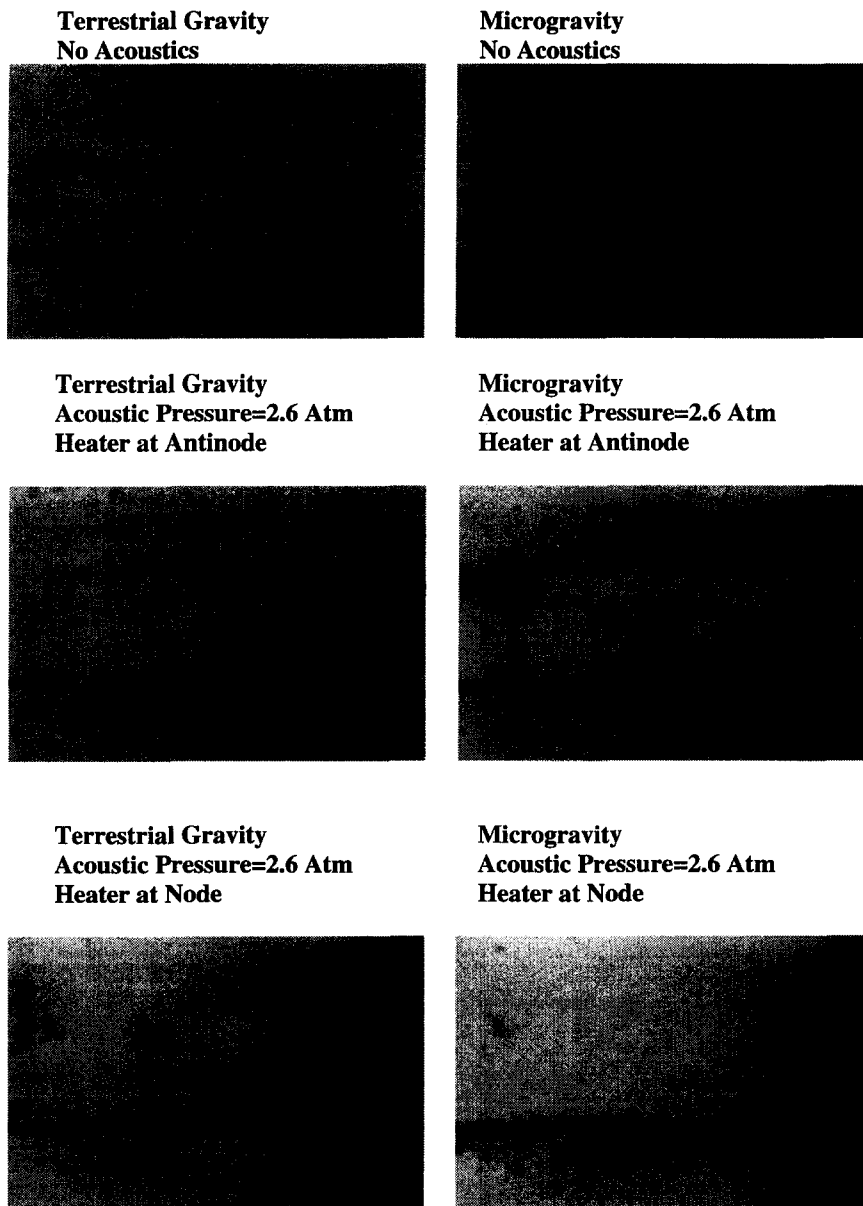 Terrestrial Gravity
No Acoustics
Microgravity
No Acoustics
Terrestrial Gravity
Acoustic Pressure=2.6 Atm
Heater at Antinode
Microgravity
Acoustic Pressure=2.6 Atm
Heater at Antinode
Terrestrial Gravity
Acoustic Pressure=2.6 Atm
Heater at Node
Microgravity
Acoustic Pressure=2.6 Atm
Heater at Node